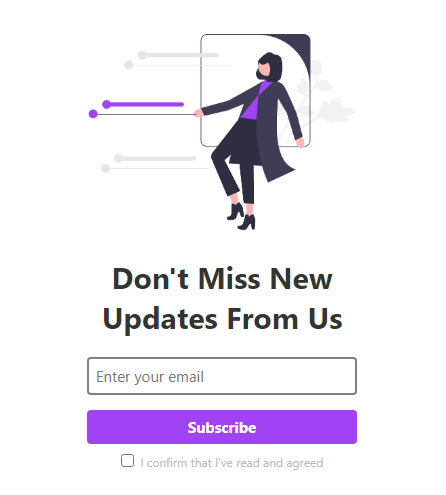 Don't Miss New
Updates From Us
Enter your email
Subscribe
I confirm that I've read and agreed